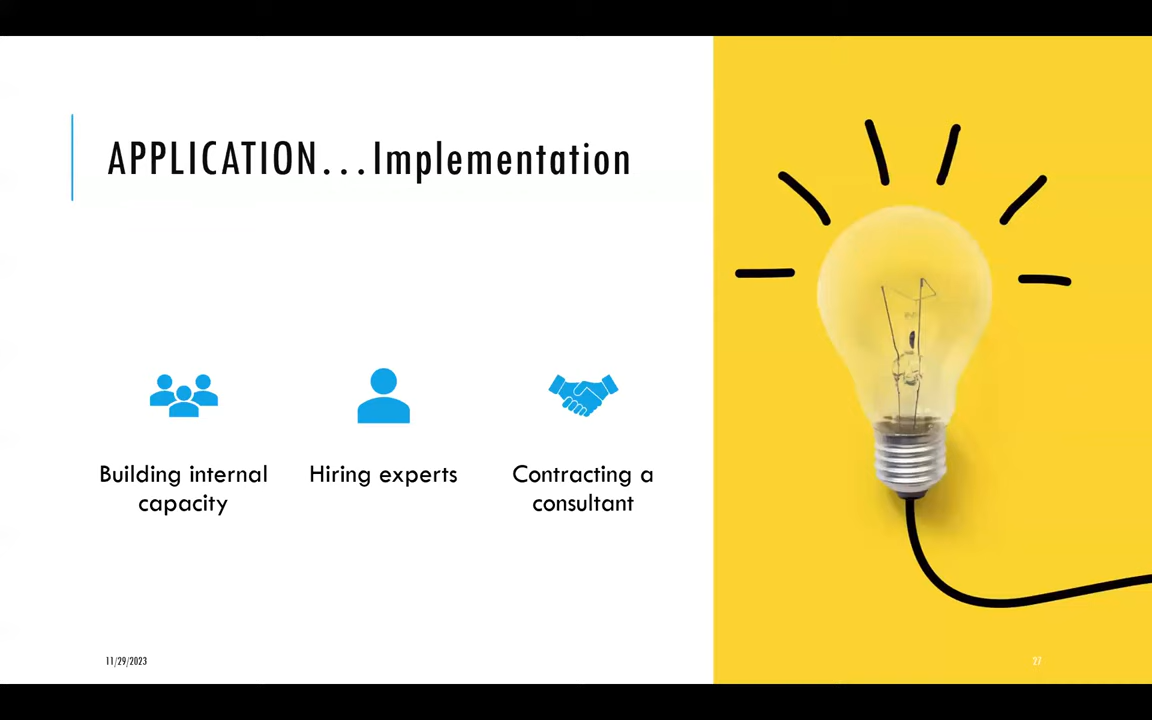 APPLICATION...Implementation
Building internal
capacity
Hiring experts
Contracting a
consultant
11/29/2023
27